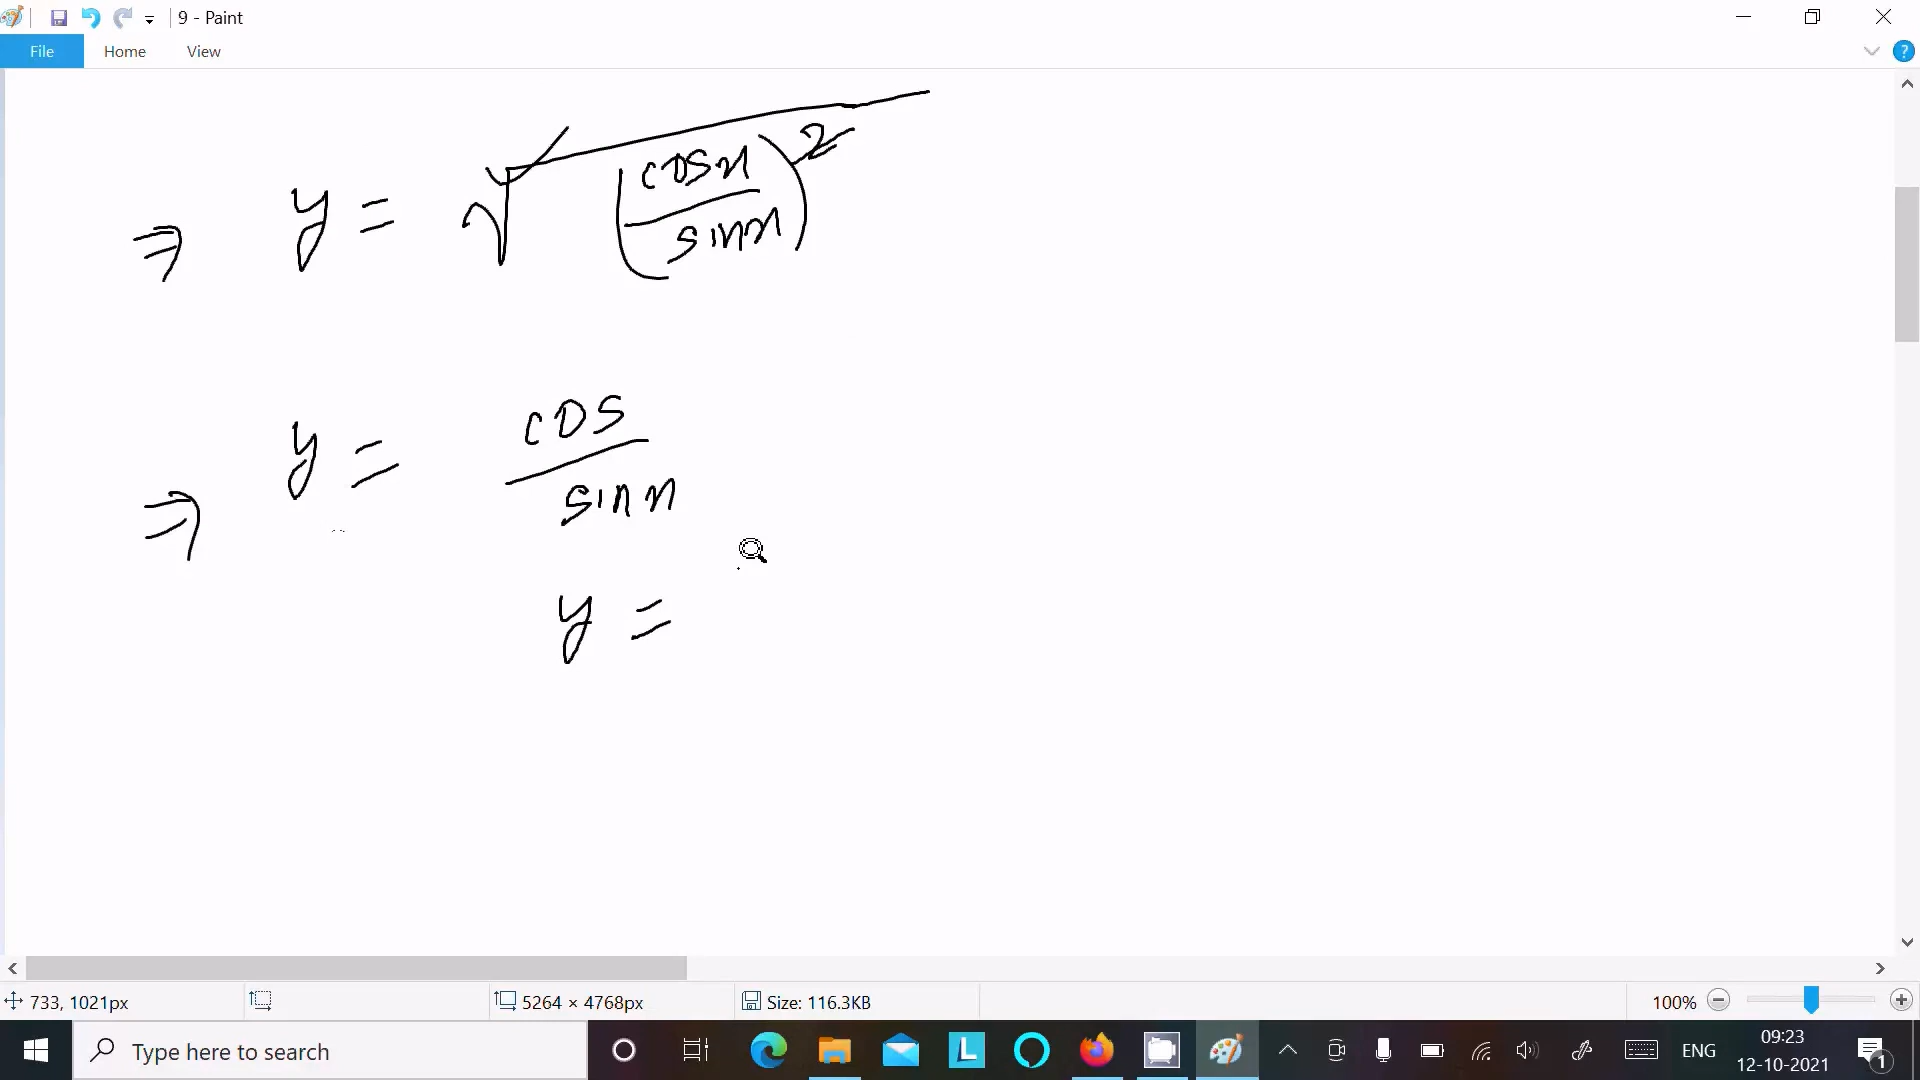 9 - Paint
File Home View
⇒ y = √(cosx/sinx)²
⇒ y = cos/sinx
y =
733, 1021px
5264 × 4768px
Size: 116.3KB
100%
Type here to search
L
ENG
09:23
12-10-2021
1